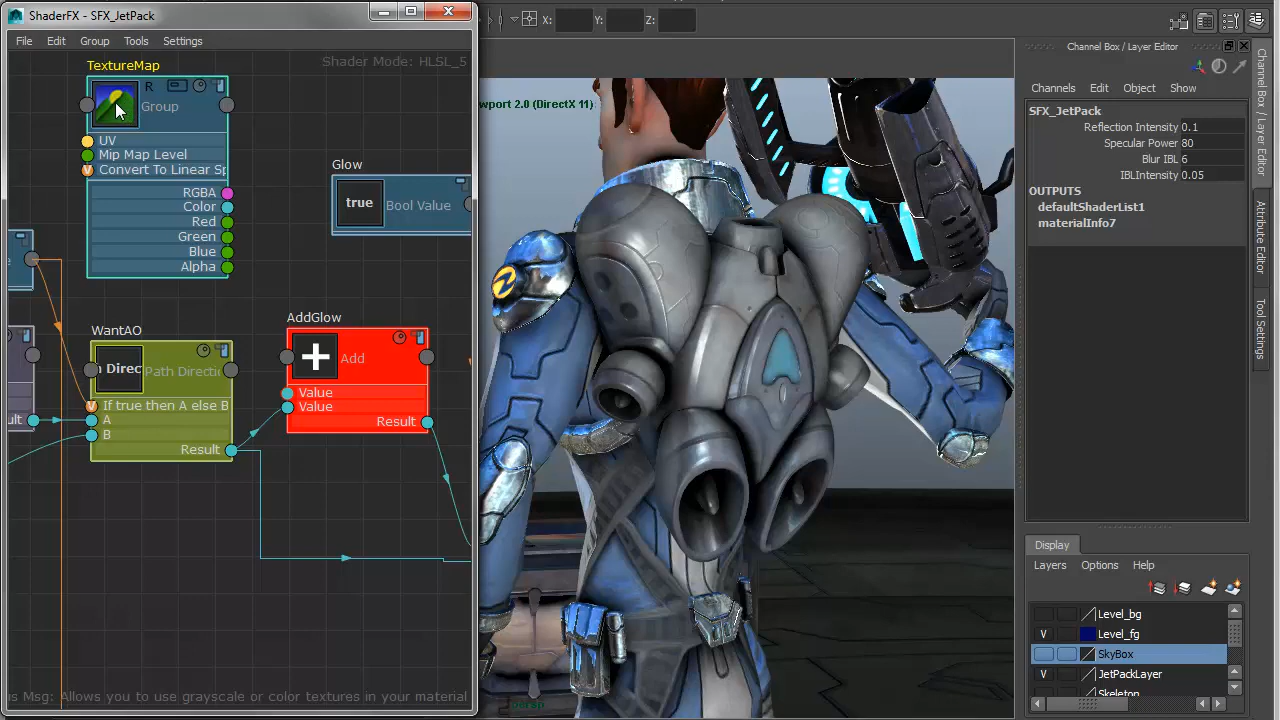 ShaderFX - SFX_JetPack
File Edit Group Tools Settings
Shader Mode: HLSL_5
TextureMap
R
Group
UV
Mip Map Level
V Convert To Linear Sp
RGBA
Color
Red
Green
Blue
Alpha
Glow
true
Bool Value
WantAO
Path Directi
V If true then A else B
A
B
Result
AddGlow
Add
Value
Value
Result
s Msg: Allows you to use grayscale or color textures in your material
X:
Y:
Z:
wport 2.0 (DirectX 11)
persp
Channel Box / Layer Editor
Channels Edit Object Show
SFX_JetPack
Reflection Intensity 0.1
Specular Power 80
Blur IBL 6
IBLIntensity 0.05
OUTPUTS
defaultShaderList1
materialInfo7
Display
Layers Options Help
Level_bg
V Level_fg
SkyBox
V JetPackLayer
Skeleton
Channel Box / Layer Editor
Attribute Editor
Tool Settings